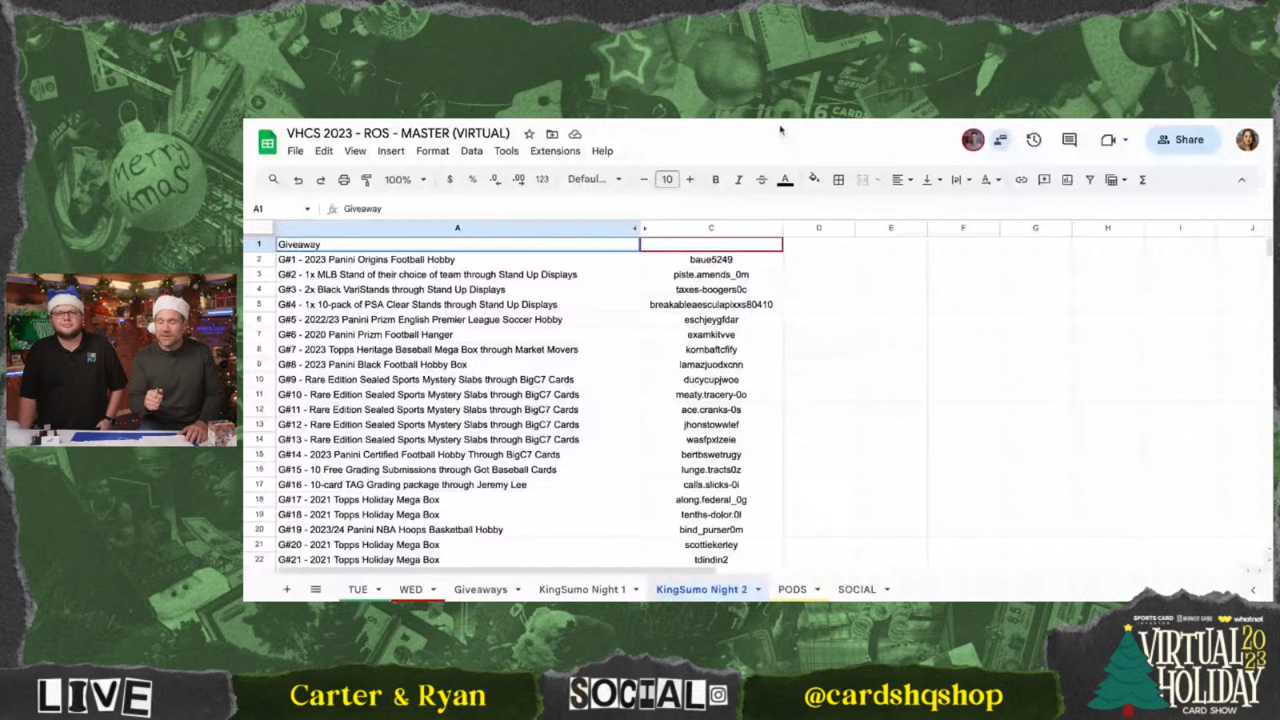 Merry
Xmas
VHCS 2023 - ROS - MASTER (VIRTUAL)
File Edit View Insert Format Data Tools Extensions Help
Share
100% $ % .0 .00 123 Defaul... - 10 + B I S A
A1 fx Giveaway
A C D E F G H I J
1 Giveaway
2 G#1 - 2023 Panini Origins Football Hobby baue5249
3 G#2 - 1x MLB Stand of their choice of team through Stand Up Displays piste.amends_0m
4 G#3 - 2x Black VariStands through Stand Up Displays taxes-boogers0c
5 G#4 - 1x 10-pack of PSA Clear Stands through Stand Up Displays breakableaesculapixxs80410
6 G#5 - 2022/23 Panini Prizm English Premier League Soccer Hobby eschjeygfdar
7 G#6 - 2020 Panini Prizm Football Hanger examkitvve
8 G#7 - 2023 Topps Heritage Baseball Mega Box through Market Movers kornbaftcfify
9 G#8 - 2023 Panini Black Football Hobby Box lamazjuodxcnn
10 G#9 - Rare Edition Sealed Sports Mystery Slabs through BigC7 Cards ducycupjwoe
11 G#10 - Rare Edition Sealed Sports Mystery Slabs through BigC7 Cards meaty.tracery-0o
12 G#11 - Rare Edition Sealed Sports Mystery Slabs through BigC7 Cards ace.cranks-0s
13 G#12 - Rare Edition Sealed Sports Mystery Slabs through BigC7 Cards jhonstowwlef
14 G#13 - Rare Edition Sealed Sports Mystery Slabs through BigC7 Cards wasfpxlzeie
15 G#14 - 2023 Panini Certified Football Hobby Through BigC7 Cards bertbswetrugy
16 G#15 - 10 Free Grading Submissions through Got Baseball Cards lunge.tracts0z
17 G#16 - 10-card TAG Grading package through Jeremy Lee calls.slicks-0i
18 G#17 - 2021 Topps Holiday Mega Box along.federal_0g
19 G#18 - 2021 Topps Holiday Mega Box tenths-dolor.0l
20 G#19 - 2023/24 Panini NBA Hoops Basketball Hobby bind_purser0m
21 G#20 - 2021 Topps Holiday Mega Box scottiekerley
22 G#21 - 2021 Topps Holiday Mega Box tdindin2
+ TUE WED Giveaways KingSumo Night 1 KingSumo Night 2 PODS SOCIAL
SPORTS CARD INVESTOR whatnot
VIRTUAL 2023
HOLIDAY
CARD SHOW
LIVE Carter & Ryan SOCIAL @cardshqshop